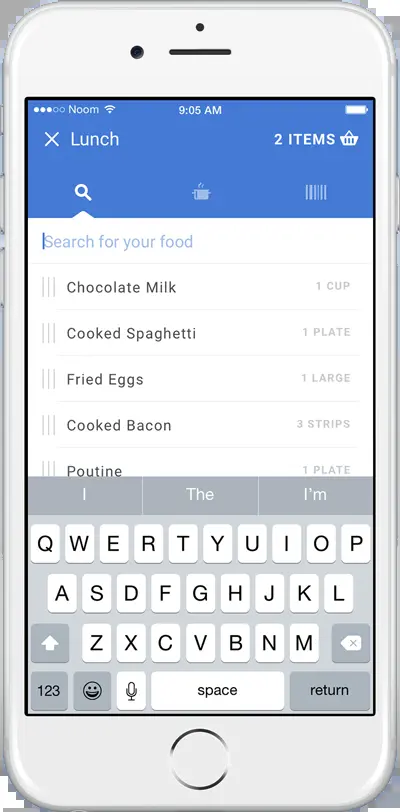 Noom 9:05 AM
Lunch 2 ITEMS
Search for your food
Chocolate Milk 1 CUP
Cooked Spaghetti 1 PLATE
Fried Eggs 1 LARGE
Cooked Bacon 3 STRIPS
Poutine 1 PLATE
I The I'm
Q W E R T Y U I O P
A S D F G H J K L
Z X C V B N M
123 space return